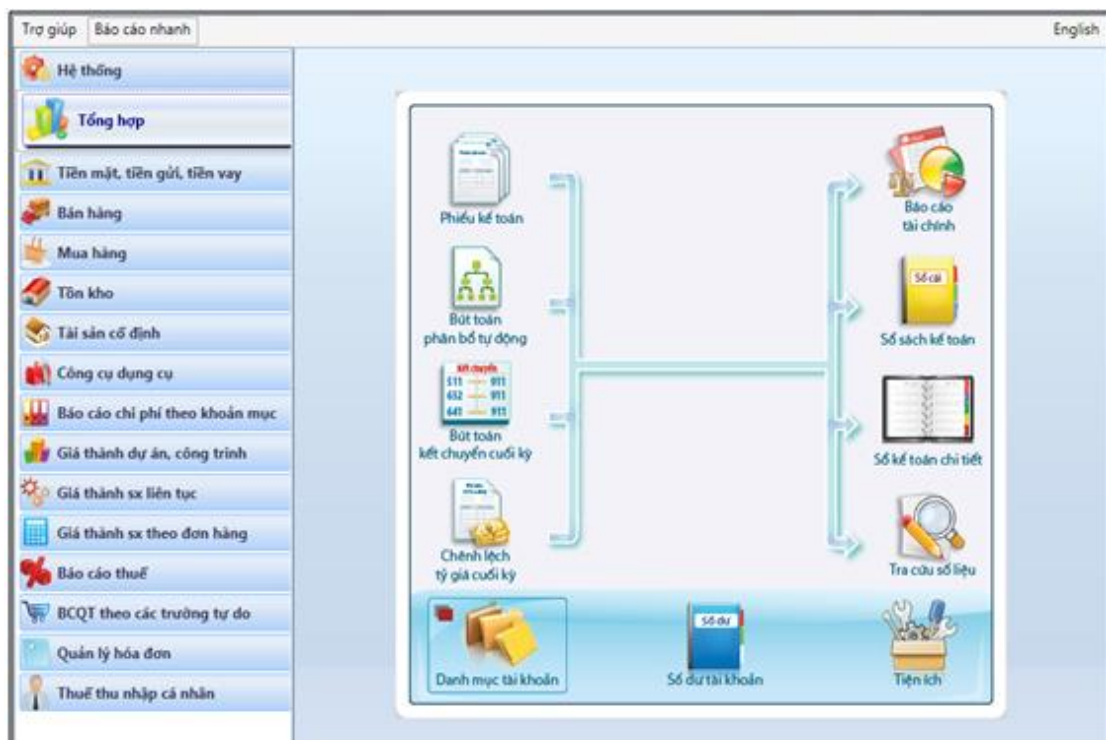 Trợ giúp
Báo cáo nhanh
English
Hệ thống
Tổng hợp
Tiền mặt, tiền gửi, tiền vay
Bán hàng
Mua hàng
Tồn kho
Tài sản cố định
Công cụ dụng cụ
Báo cáo chi phí theo khoản mục
Giá thành dự án, công trình
Giá thành sx liên tục
Giá thành sx theo đơn hàng
Báo cáo thuế
BCQT theo các trường tự do
Quản lý hóa đơn
Thuế thu nhập cá nhân
Phiếu kế toán
Bút toán
phân bổ tự động
Kết chuyển
511 911
632 911
641 911
Bút toán
kết chuyển cuối kỳ
Chênh lệch
tỷ giá cuối kỳ
Báo cáo
tài chính
Sổ cái
Sổ sách kế toán
Sổ kế toán chi tiết
Tra cứu số liệu
Danh mục tài khoản
Số dư
Số dư tài khoản
Tiện ích